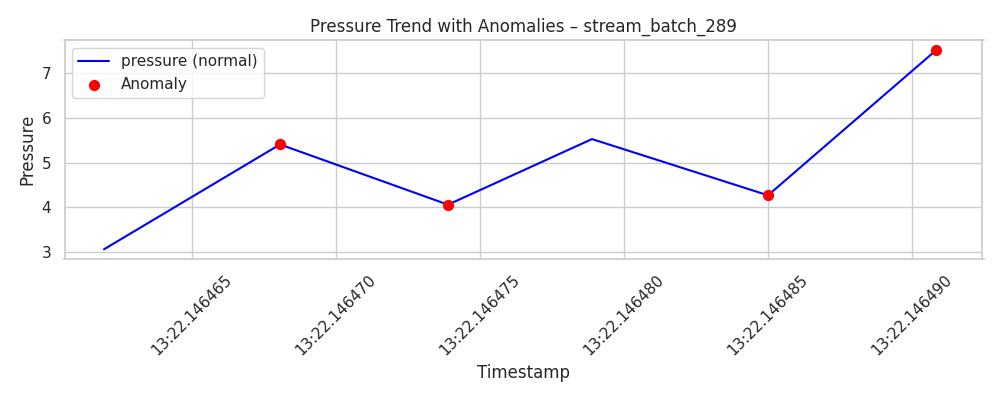 Pressure Trend with Anomalies – stream_batch_289
pressure (normal)
Anomaly
Pressure
7
6
5
4
3
13:22.146465
13:22.146470
13:22.146475
13:22.146480
13:22.146485
13:22.146490
Timestamp